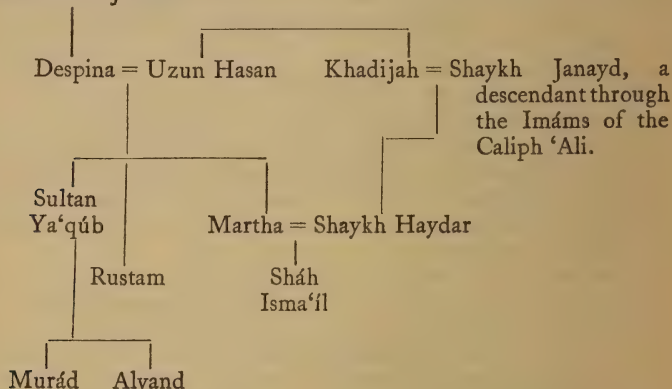 Despina = Uzun Hasan Khadijah = Shaykh Janayd, a
descendant through
the Imáms of the
Caliph ‘Ali.
Sultan
Ya‘qúb
Martha = Shaykh Haydar
Rustam
Sháh
Isma‘íl
Murád Alvand